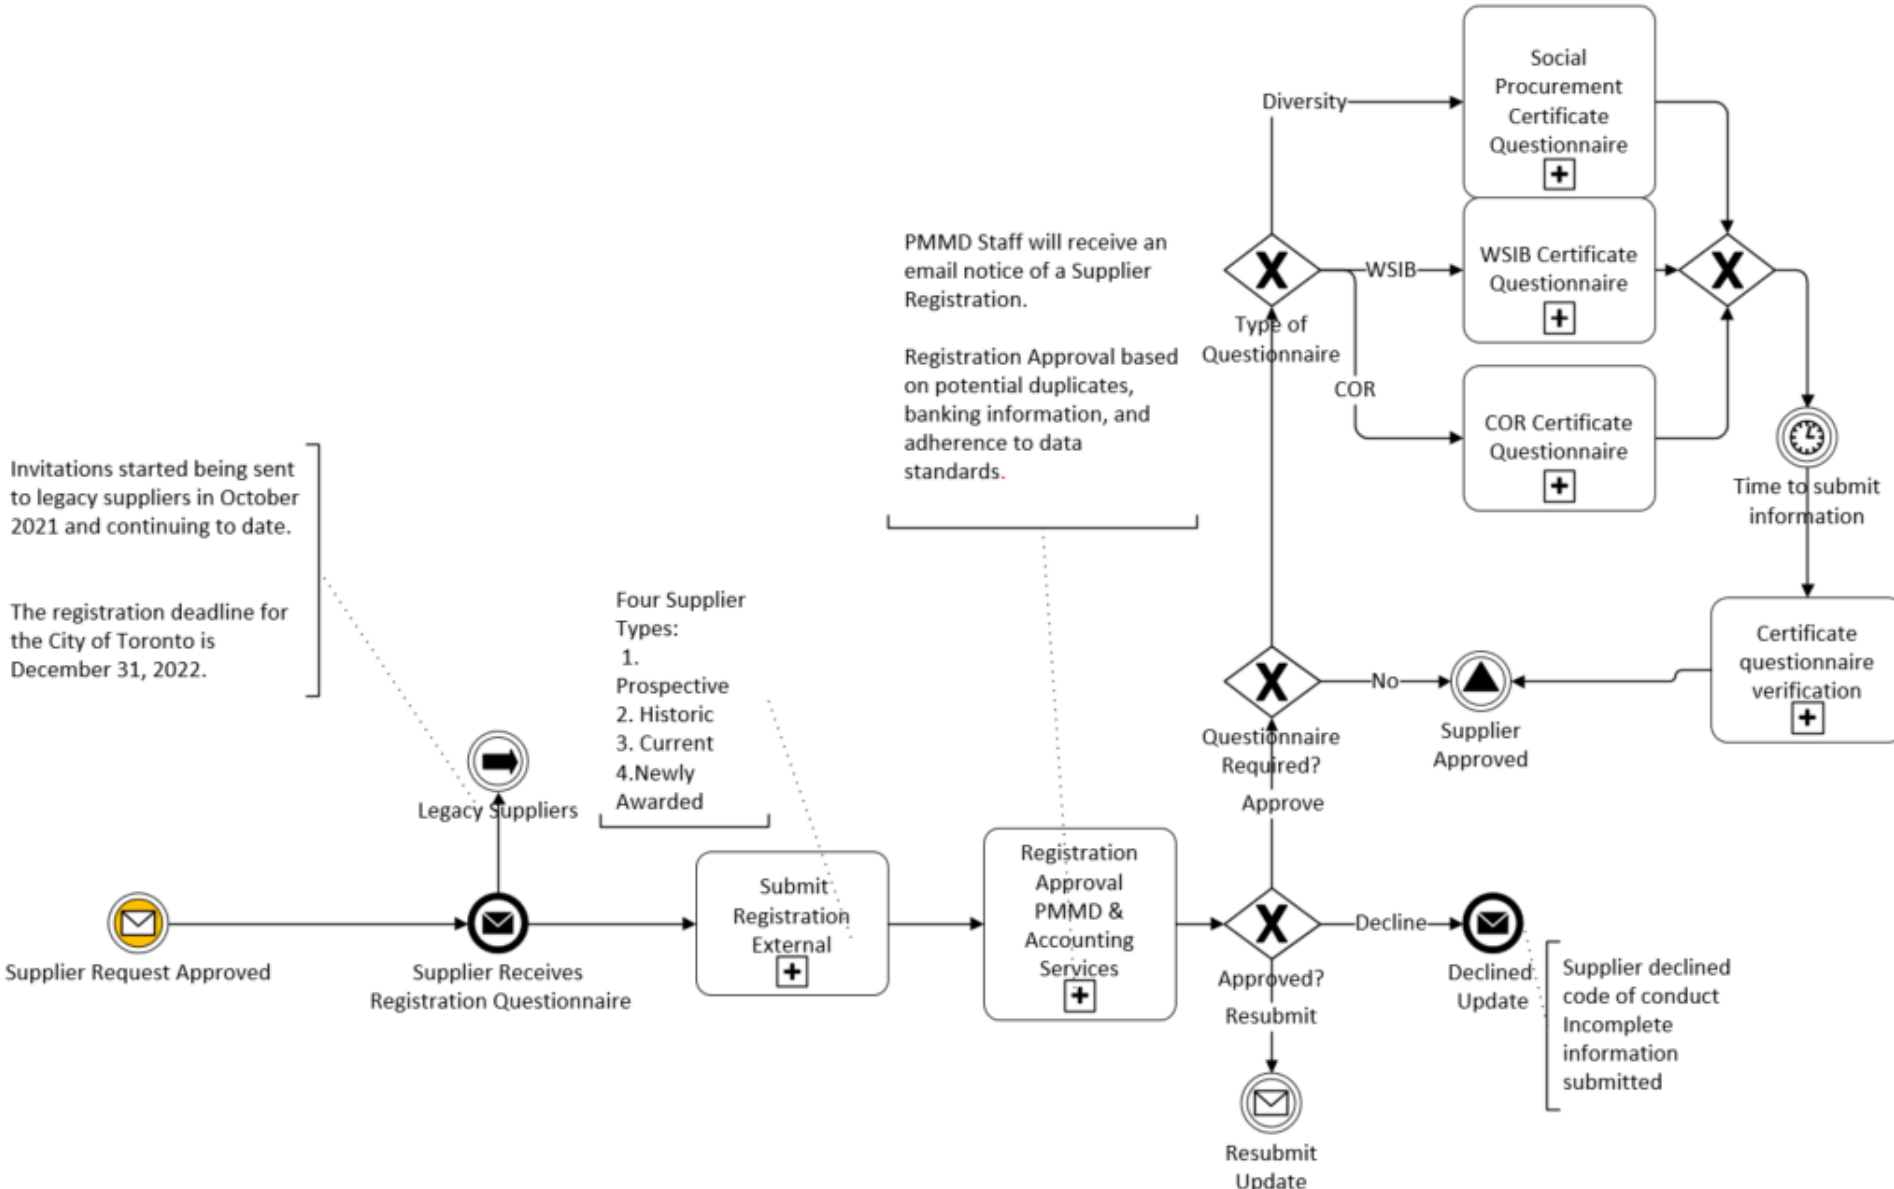 Social
Procurement
Certificate
Questionnaire
Diversity
PMMD Staff will receive an
email notice of a Supplier
Registration.
Registration Approval based
on potential duplicates,
banking information, and
adherence to data
standards.
WSIB
WSIB Certificate
Questionnaire
Type of
Questionnaire
COR
COR Certificate
Questionnaire
Time to submit
information
Invitations started being sent
to legacy suppliers in October
2021 and continuing to date.
The registration deadline for
the City of Toronto is
December 31, 2022.
Four Supplier
Types:
1.
Prospective
2. Historic
3. Current
4.Newly
Awarded
Certificate
questionnaire
verification
No
Supplier
Approved
Questionnaire
Required?
Approve
Legacy Suppliers
Supplier Request Approved
Supplier Receives
Registration Questionnaire
Submit
Registration
External
Registration
Approval
PMMD &
Accounting
Services
Approved?
Decline
Declined
Update
Supplier declined
code of conduct
Incomplete
information
submitted
Resubmit
Resubmit
Update